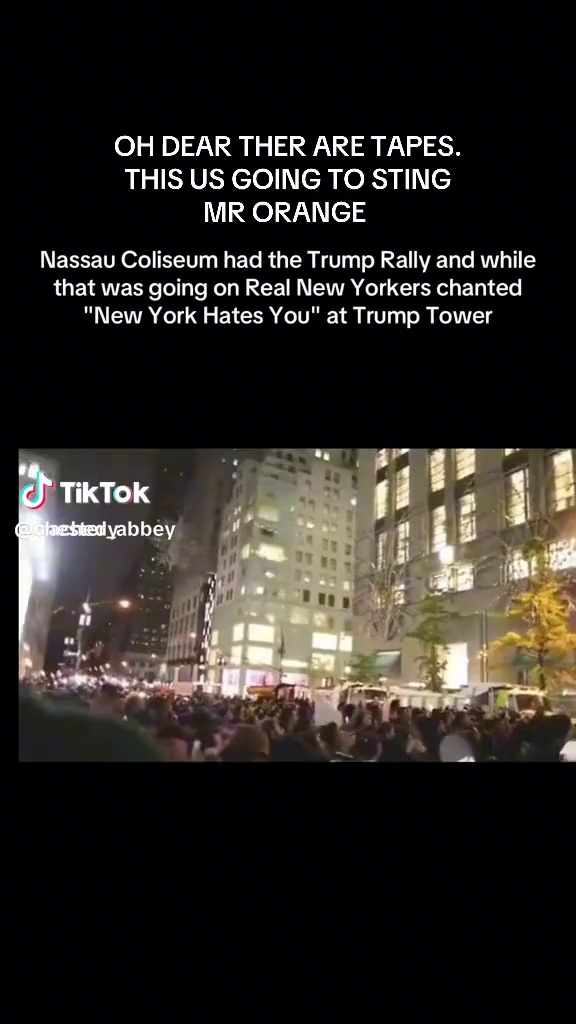 OH DEAR THER ARE TAPES.
THIS US GOING TO STING
MR ORANGE
Nassau Coliseum had the Trump Rally and while
that was going on Real New Yorkers chanted
"New York Hates You" at Trump Tower
TikTok